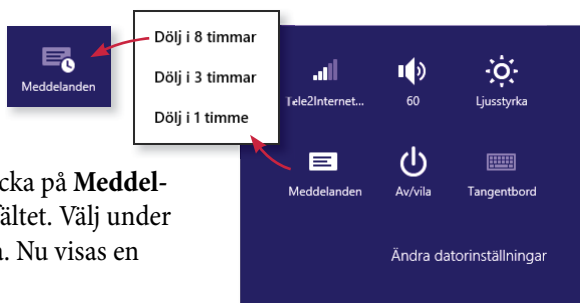 Meddelanden
Dölj i 8 timmar
Dölj i 3 timmar
Dölj i 1 timme
Tele2Internet...
60
Ljusstyrka
Meddelanden
Av/vila
Tangentbord
Ändra datorinställningar
cka på Meddel-
fältet. Välj under
. Nu visas en